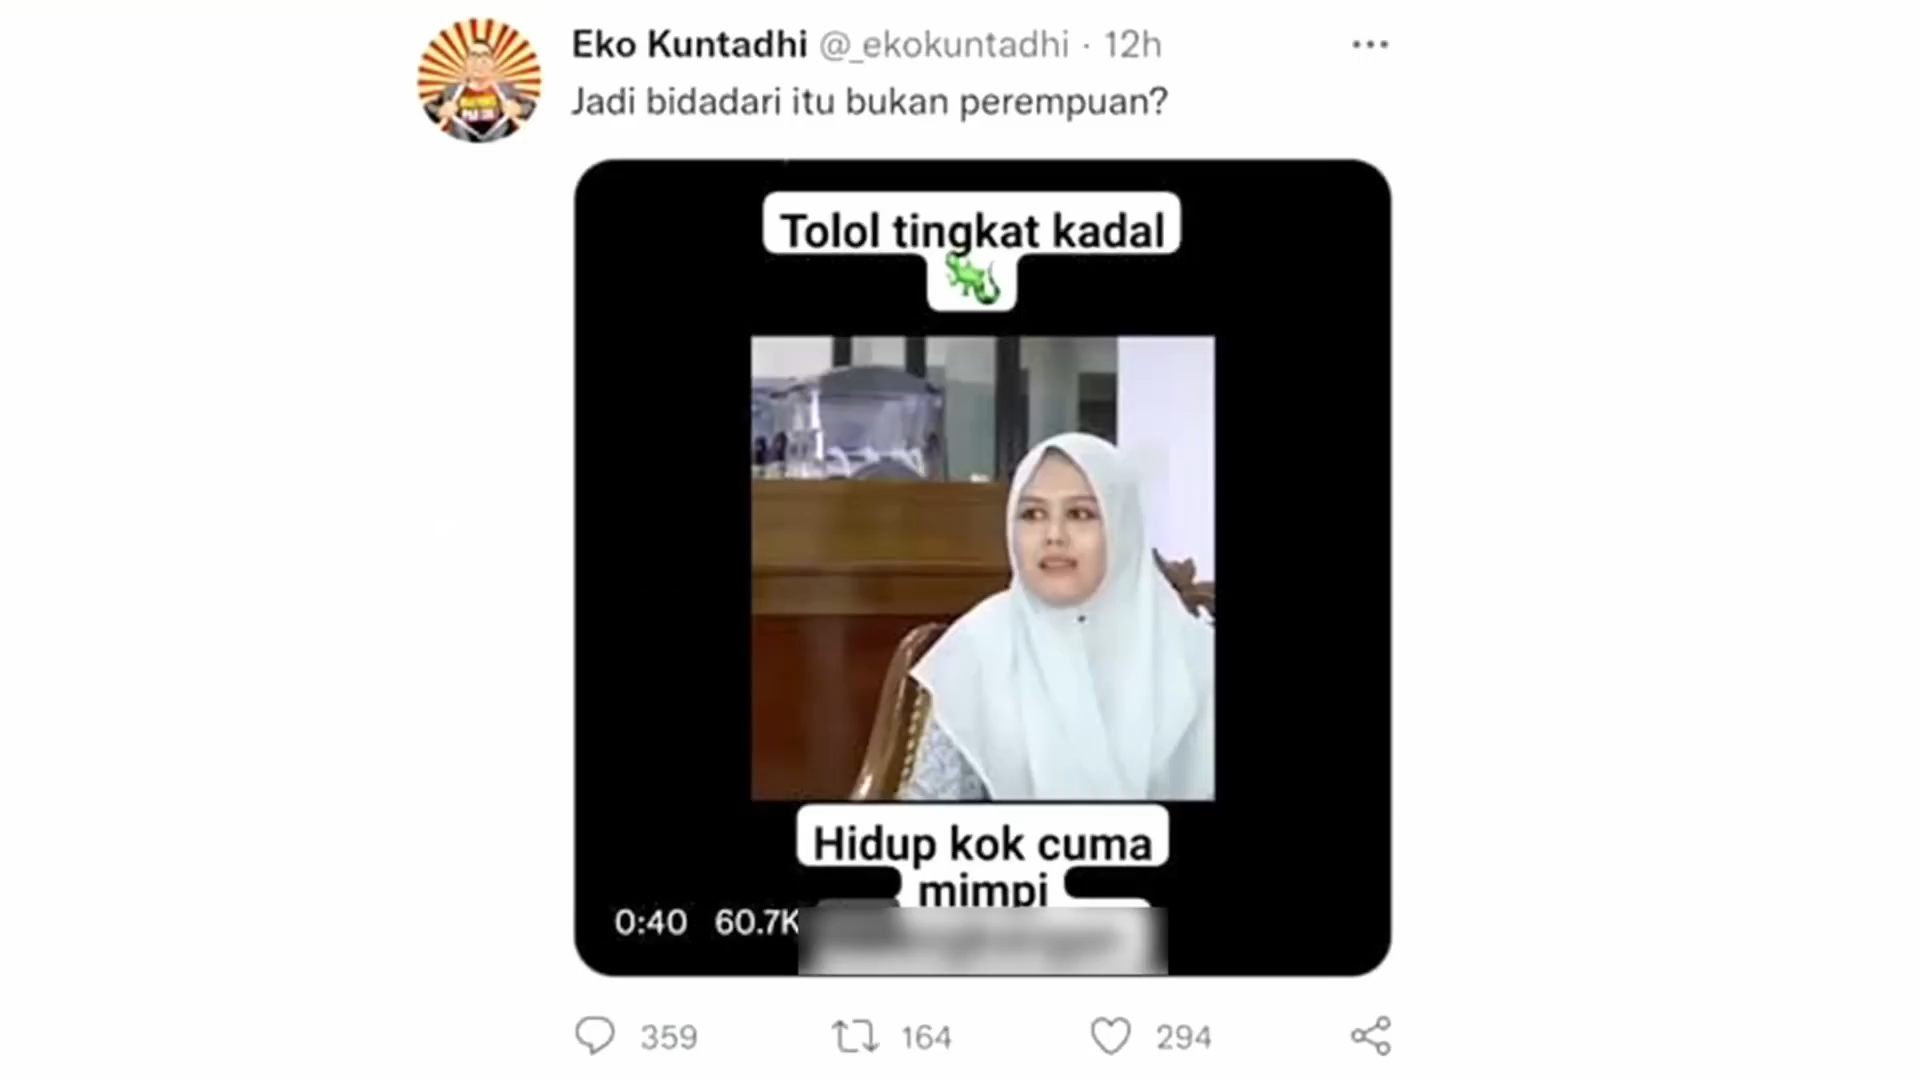 Eko Kuntadhi @_ekokuntadhi · 12h
Jadi bidadari itu bukan perempuan?
Tolol tingkat kadal
Hidup kok cuma
mimpi
0:40 60.7K
359 164 294